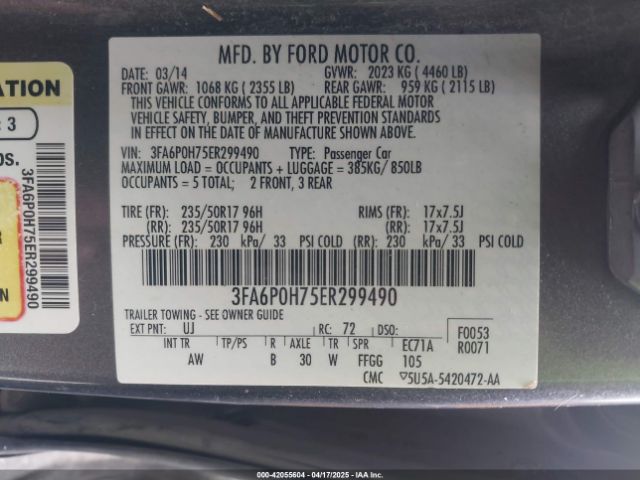 ATION
: 3
OS.
3FA6P0H75ER299490
R
ON
MFD. BY FORD MOTOR CO.
DATE: 03/14 GVWR: 2023 KG ( 4460 LB)
FRONT GAWR: 1068 KG ( 2355 LB) REAR GAWR: 959 KG ( 2115 LB)
THIS VEHICLE CONFORMS TO ALL APPLICABLE FEDERAL MOTOR
VEHICLE SAFETY, BUMPER, AND THEFT PREVENTION STANDARDS
IN EFFECT ON THE DATE OF MANUFACTURE SHOWN ABOVE.
VIN: 3FA6P0H75ER299490 TYPE: Passenger Car
MAXIMUM LOAD = OCCUPANTS + LUGGAGE = 385KG/ 850LB
OCCUPANTS = 5 TOTAL; 2 FRONT, 3 REAR
TIRE (FR): 235/50R17 96H RIMS (FR): 17x7.5J
(RR): 235/50R17 96H (RR): 17x7.5J
PRESSURE (FR): 230 kPa/ 33 PSI COLD (RR): 230 kPa/ 33 PSI COLD
3FA6P0H75ER299490
TRAILER TOWING - SEE OWNER GUIDE
EXT PNT: UJ RC: 72 DSO: F0053
INT TR TP/PS R AXLE TR SPR EC71A R0071
AW B 30 W FFGG 105
CMC ▽5U5A-5420472-AA
IAAI-42055604 | 04/17/2025 | COPYRIGHT © IAA, LLC